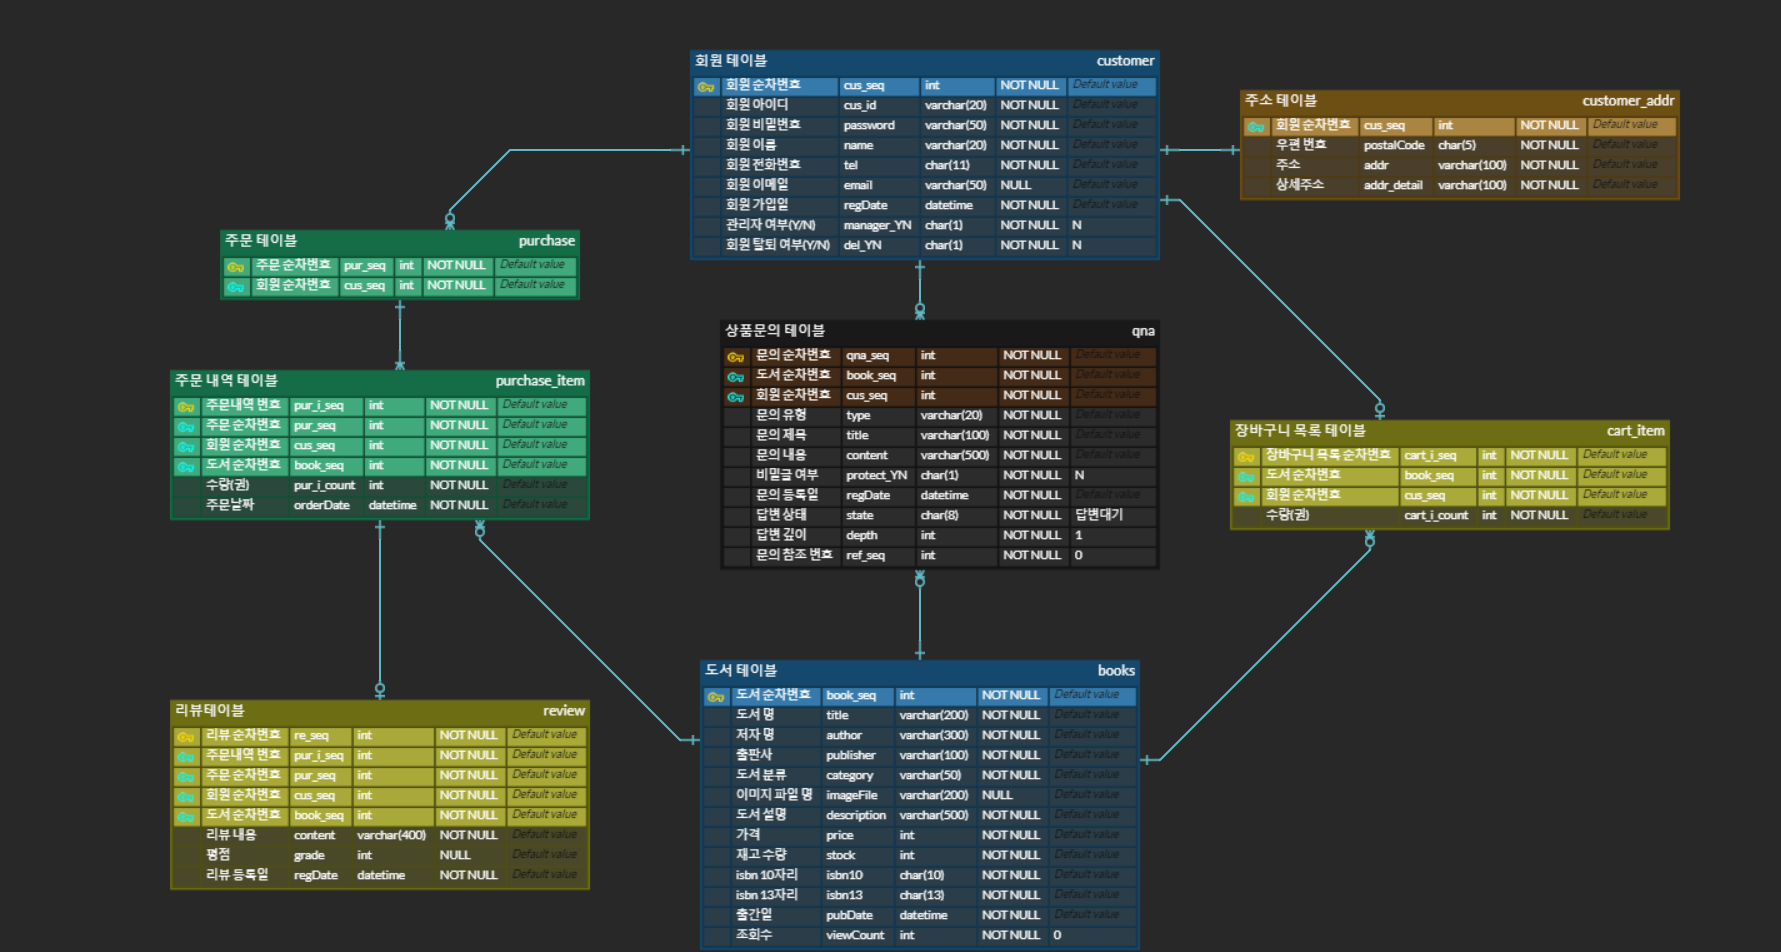 회원 테이블 customer
회원 순차번호 cus_seq int NOT NULL Default value
회원 아이디 cus_id varchar(20) NOT NULL Default value
회원 비밀번호 password varchar(50) NOT NULL Default value
회원 이름 name varchar(20) NOT NULL Default value
회원 전화번호 tel char(11) NOT NULL Default value
회원 이메일 email varchar(50) NULL Default value
회원 가입일 regDate datetime NOT NULL Default value
관리자 여부(Y/N) manager_YN char(1) NOT NULL N
회원 탈퇴 여부(Y/N) del_YN char(1) NOT NULL N
주소 테이블 customer_addr
회원 순차번호 cus_seq int NOT NULL Default value
우편 번호 postalCode char(5) NOT NULL Default value
주소 addr varchar(100) NOT NULL Default value
상세주소 addr_detail varchar(100) NOT NULL Default value
주문 테이블 purchase
주문 순차번호 pur_seq int NOT NULL Default value
회원 순차번호 cus_seq int NOT NULL Default value
상품문의 테이블 qna
문의 순차번호 qna_seq int NOT NULL Default value
도서 순차번호 book_seq int NOT NULL Default value
회원 순차번호 cus_seq int NOT NULL Default value
문의 유형 type varchar(20) NOT NULL Default value
문의 제목 title varchar(100) NOT NULL Default value
문의 내용 content varchar(500) NOT NULL Default value
비밀글 여부 protect_YN char(1) NOT NULL N
문의 등록일 regDate datetime NOT NULL Default value
답변 상태 state char(8) NOT NULL 답변대기
답변 깊이 depth int NOT NULL 1
문의 참조 번호 ref_seq int NOT NULL 0
주문 내역 테이블 purchase_item
주문내역 번호 pur_i_seq int NOT NULL Default value
주문 순차번호 pur_seq int NOT NULL Default value
회원 순차번호 cus_seq int NOT NULL Default value
도서 순차번호 book_seq int NOT NULL Default value
수량(권) pur_i_count int NOT NULL Default value
주문날짜 orderDate datetime NOT NULL Default value
장바구니 목록 테이블 cart_item
장바구니 목록 순차번호 cart_i_seq int NOT NULL Default value
도서 순차번호 book_seq int NOT NULL Default value
회원 순차번호 cus_seq int NOT NULL Default value
수량(권) cart_i_count int NOT NULL Default value
리뷰테이블 review
리뷰 순차번호 re_seq int NOT NULL Default value
주문내역 번호 pur_i_seq int NOT NULL Default value
주문 순차번호 pur_seq int NOT NULL Default value
회원 순차번호 cus_seq int NOT NULL Default value
도서 순차번호 book_seq int NOT NULL Default value
리뷰 내용 content varchar(400) NOT NULL Default value
평점 grade int NULL Default value
리뷰 등록일 regDate datetime NOT NULL Default value
도서 테이블 books
도서 순차번호 book_seq int NOT NULL Default value
도서 명 title varchar(200) NOT NULL Default value
저자 명 author varchar(300) NOT NULL Default value
출판사 publisher varchar(100) NOT NULL Default value
도서 분류 category varchar(50) NOT NULL Default value
이미지 파일 명 imageFile varchar(200) NULL Default value
도서 설명 description varchar(500) NOT NULL Default value
가격 price int NOT NULL Default value
재고 수량 stock int NOT NULL Default value
isbn 10자리 isbn10 char(10) NOT NULL Default value
isbn 13자리 isbn13 char(13) NOT NULL Default value
출간일 pubDate datetime NOT NULL Default value
조회수 viewCount int NOT NULL 0